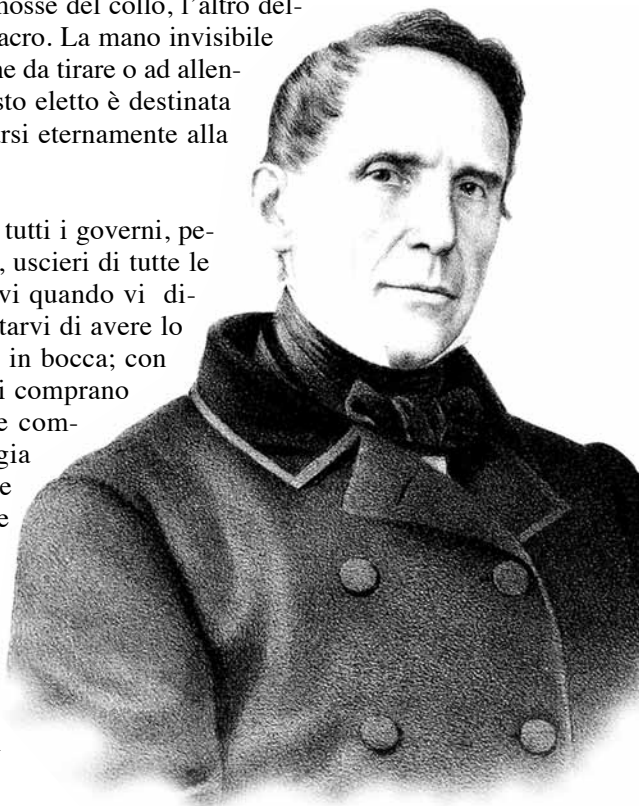 mosse del collo, l'altro del-
acro. La mano invisibile
ne da tirare o ad allen-
sto eletto è destinata
rsi eternamente alla
tutti i governi, pe-
, uscieri di tutte le
vi quando vi di-
tarvi di avere lo
in bocca; con
i comprano
e com-
gia
e
e